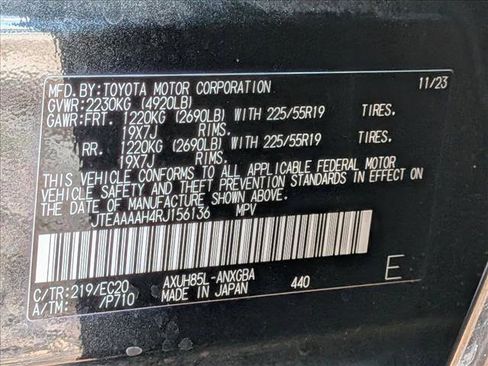 MFD.BY:TOYOTA MOTOR CORPORATION 11/23
GVWR:2230KG (4920LB)
GAWR:FRT. 1220KG (2690LB) WITH 225/55R19 TIRES.
19X7J RIMS.
RR. 1220KG (2690LB) WITH 225/55R19 TIRES.
19X7J RIMS.
THIS VEHICLE CONFORMS TO ALL APPLICABLE FEDERAL MOTOR
VEHICLE SAFETY AND THEFT PREVENTION STANDARDS IN EFFECT ON
THE DATE OF MANUFACTURE SHOWN ABOVE.
JTEAAAAH4RJ156136 MPV
C/TR:219/EC20 AXUH85L-ANXGBA 440 E
A/TM: /P710 MADE IN JAPAN